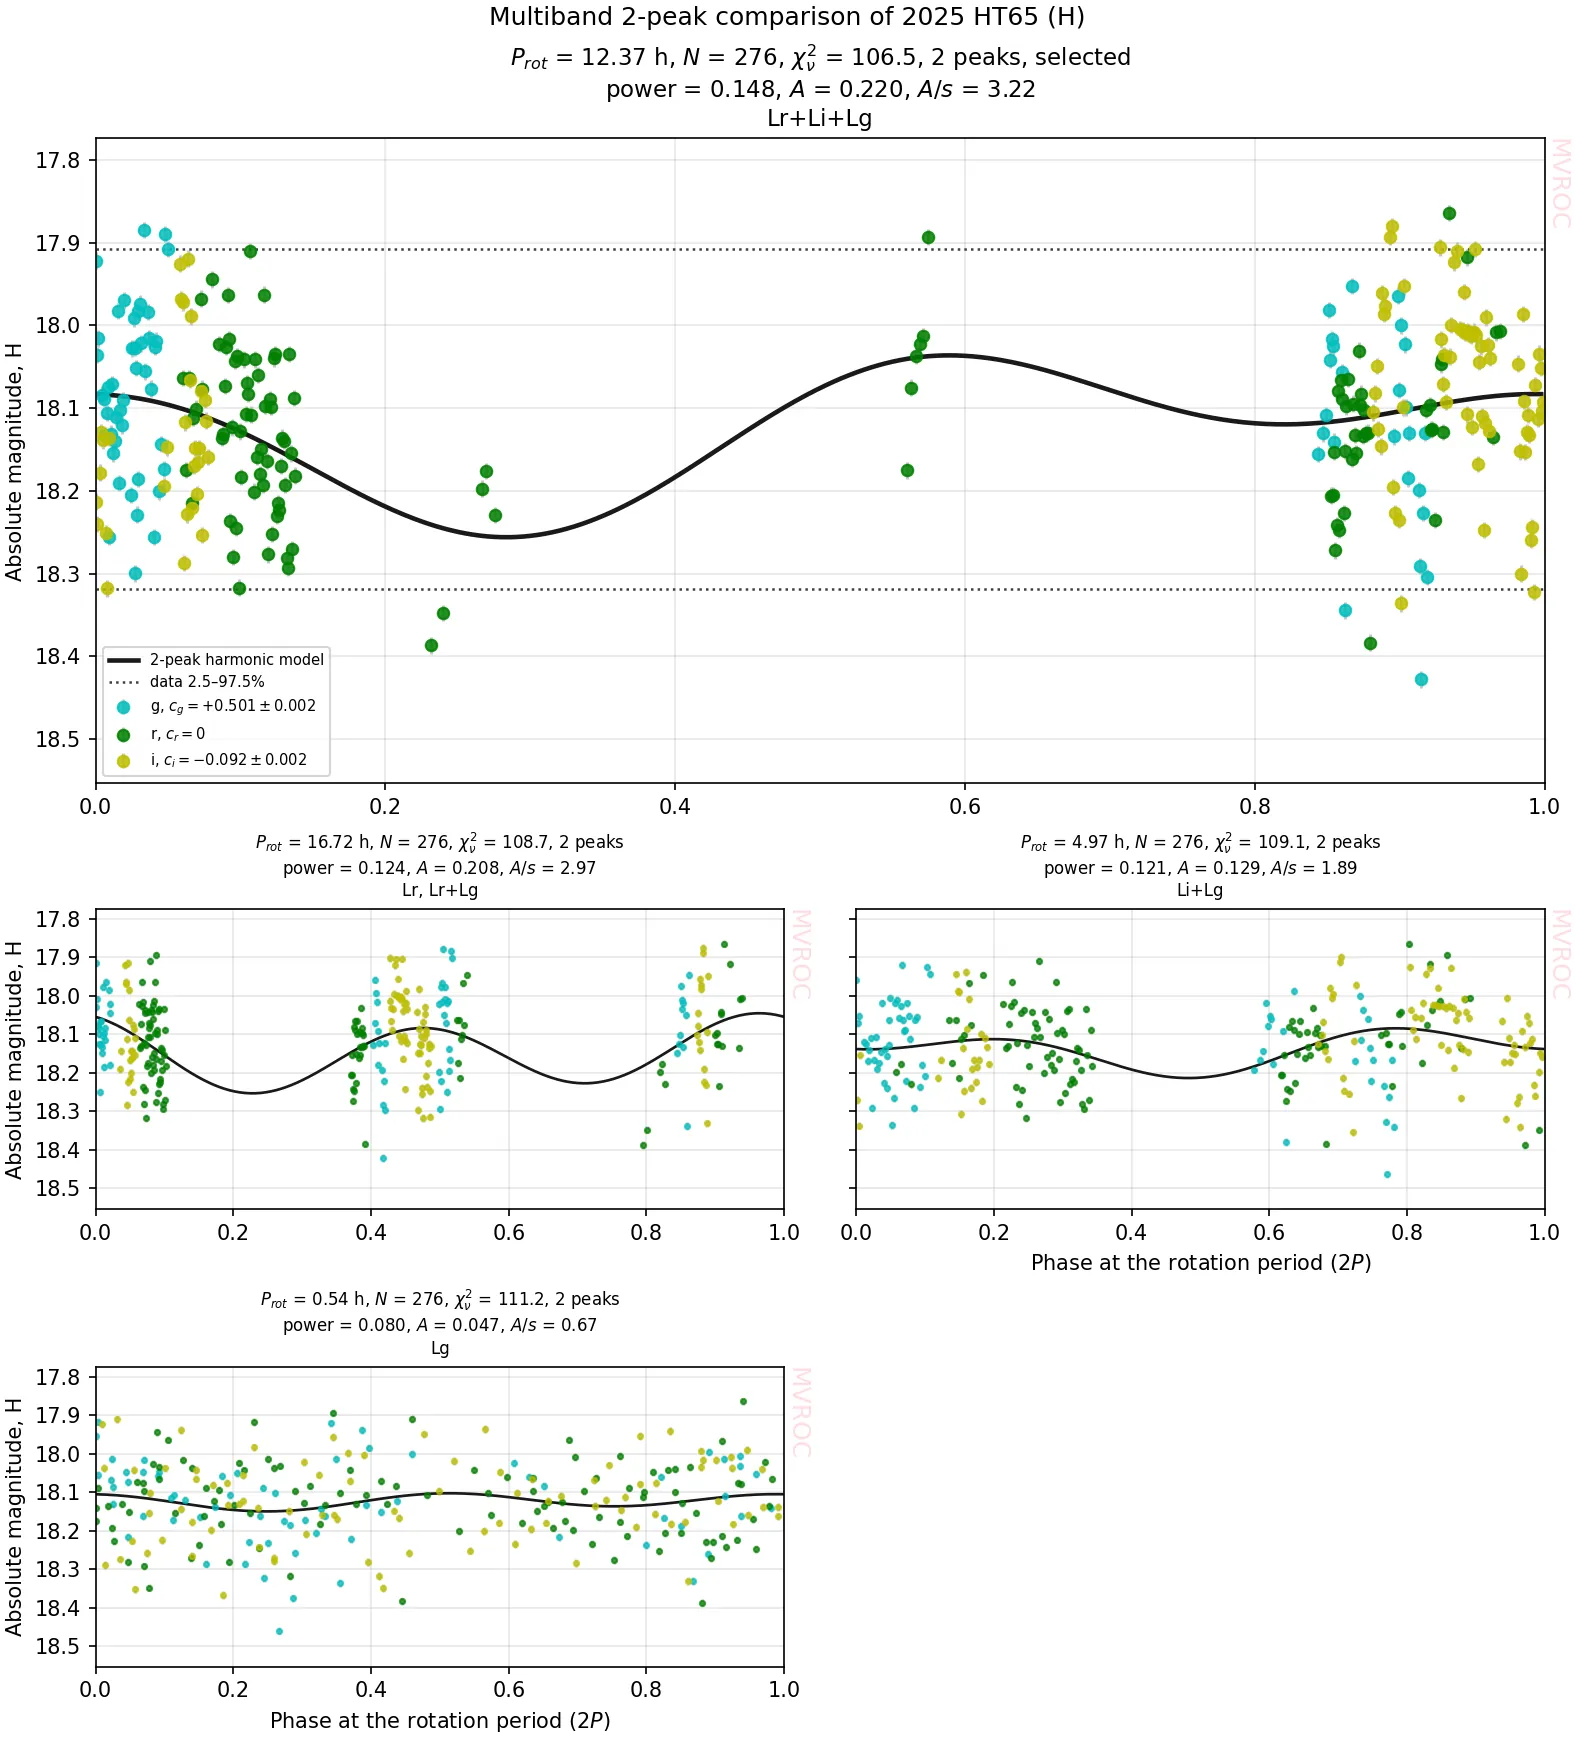 Multiband 2-peak comparison of 2025 HT65 (H)
P_rot = 12.37 h, N = 276, χ²_ν = 106.5, 2 peaks, selected
power = 0.148, A = 0.220, A/s = 3.22
Lr+Li+Lg
Absolute magnitude, H
17.8
17.9
18.0
18.1
18.2
18.3
18.4
18.5
2-peak harmonic model
data 2.5–97.5%
g, c_g = +0.501 ± 0.002
r, c_r = 0
i, c_i = −0.092 ± 0.002
0.0 0.2 0.4 0.6 0.8 1.0
MVROC
P_rot = 16.72 h, N = 276, χ²_ν = 108.7, 2 peaks
power = 0.124, A = 0.208, A/s = 2.97
Lr, Lr+Lg
Absolute magnitude, H
17.8
17.9
18.0
18.1
18.2
18.3
18.4
18.5
0.0 0.2 0.4 0.6 0.8 1.0
MVROC
P_rot = 4.97 h, N = 276, χ²_ν = 109.1, 2 peaks
power = 0.121, A = 0.129, A/s = 1.89
Li+Lg
0.0 0.2 0.4 0.6 0.8 1.0
Phase at the rotation period (2P)
MVROC
P_rot = 0.54 h, N = 276, χ²_ν = 111.2, 2 peaks
power = 0.080, A = 0.047, A/s = 0.67
Lg
Absolute magnitude, H
17.8
17.9
18.0
18.1
18.2
18.3
18.4
18.5
0.0 0.2 0.4 0.6 0.8 1.0
Phase at the rotation period (2P)
MVROC